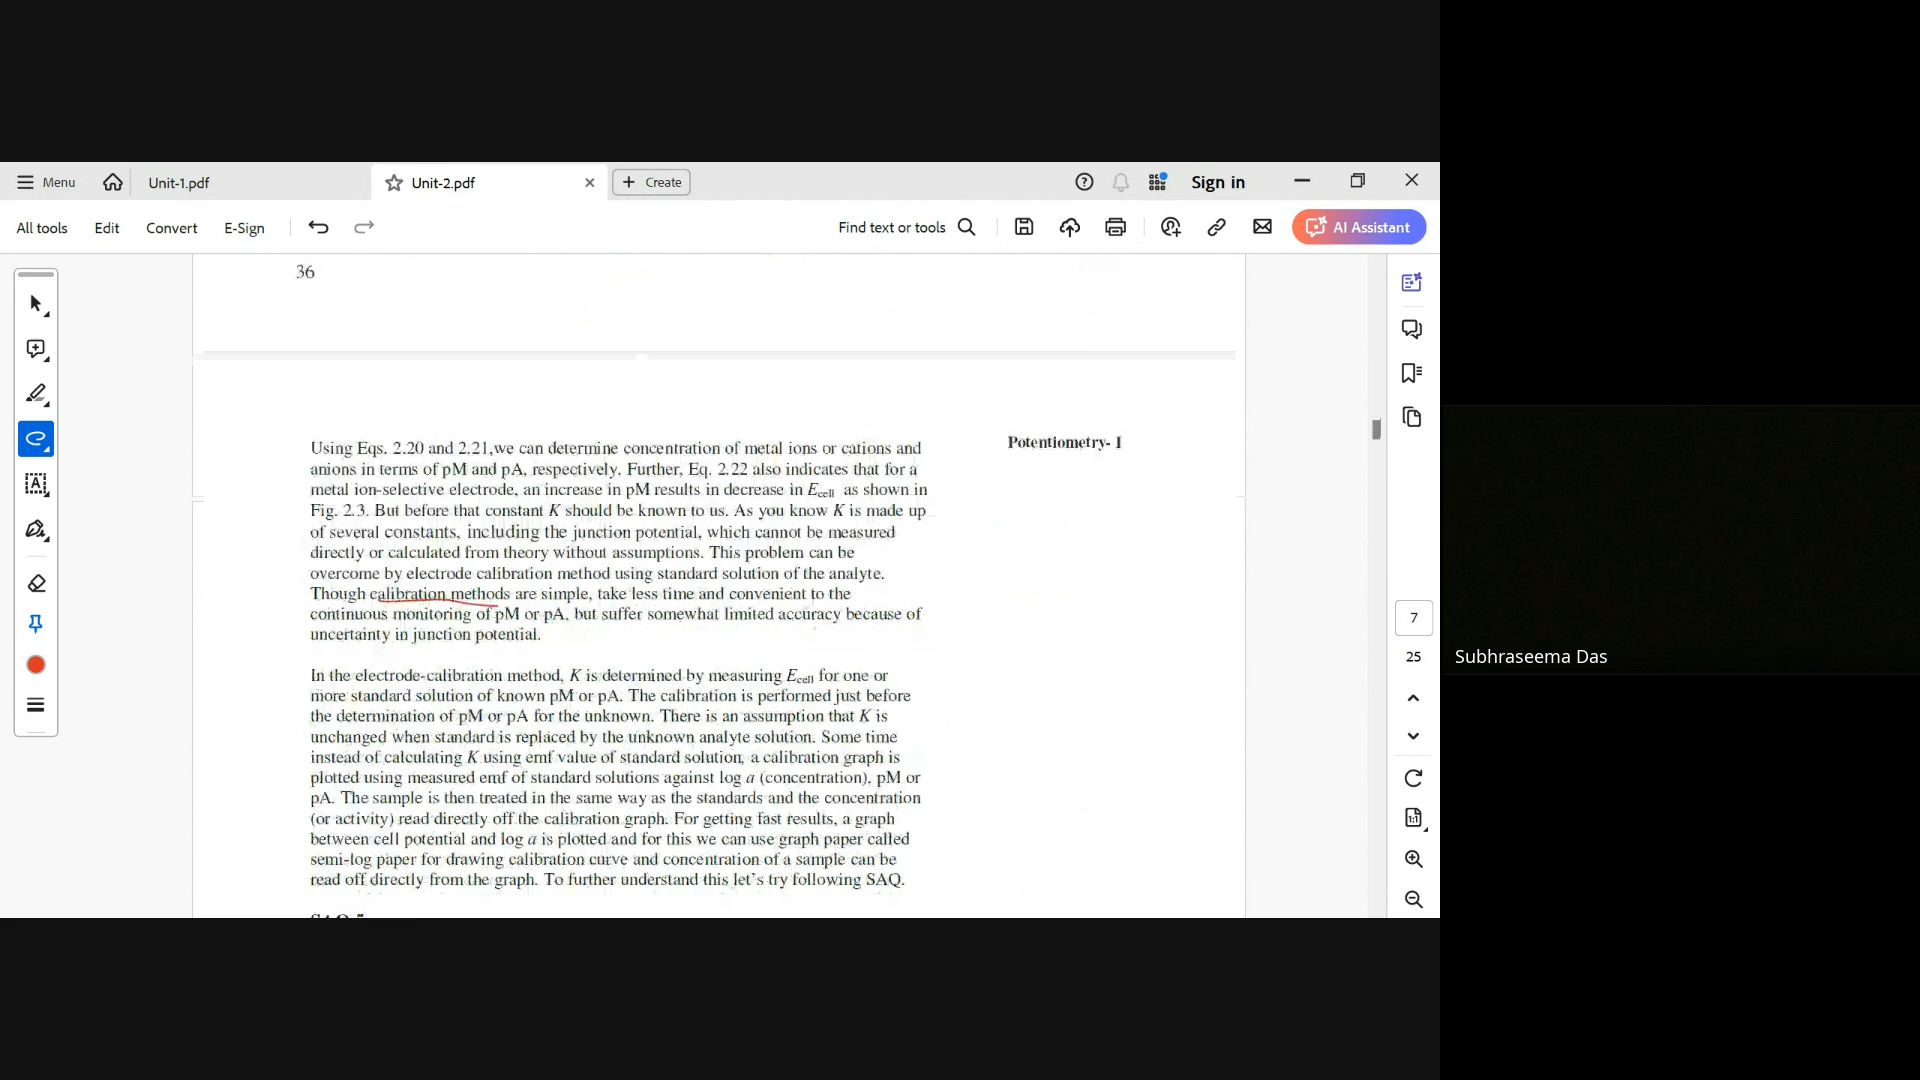 Menu
Unit-1.pdf
Unit-2.pdf
Create
Sign in
All tools
Edit
Convert
E-Sign
Find text or tools
AI Assistant
36
Potentiometry- I
Using Eqs. 2.20 and 2.21,we can determine concentration of metal ions or cations and
anions in terms of pM and pA, respectively. Further, Eq. 2.22 also indicates that for a
metal ion-selective electrode, an increase in pM results in decrease in Ecell as shown in
Fig. 2.3. But before that constant K should be known to us. As you know K is made up
of several constants, including the junction potential, which cannot be measured
directly or calculated from theory without assumptions. This problem can be
overcome by electrode calibration method using standard solution of the analyte.
Though calibration methods are simple, take less time and convenient to the
continuous monitoring of pM or pA, but suffer somewhat limited accuracy because of
uncertainty in junction potential.
In the electrode-calibration method, K is determined by measuring Ecell for one or
more standard solution of known pM or pA. The calibration is performed just before
the determination of pM or pA for the unknown. There is an assumption that K is
unchanged when standard is replaced by the unknown analyte solution. Some time
instead of calculating K using emf value of standard solution, a calibration graph is
plotted using measured emf of standard solutions against log a (concentration), pM or
pA. The sample is then treated in the same way as the standards and the concentration
(or activity) read directly off the calibration graph. For getting fast results, a graph
between cell potential and log a is plotted and for this we can use graph paper called
semi-log paper for drawing calibration curve and concentration of a sample can be
read off directly from the graph. To further understand this let's try following SAQ.
7
25
Subhraseema Das